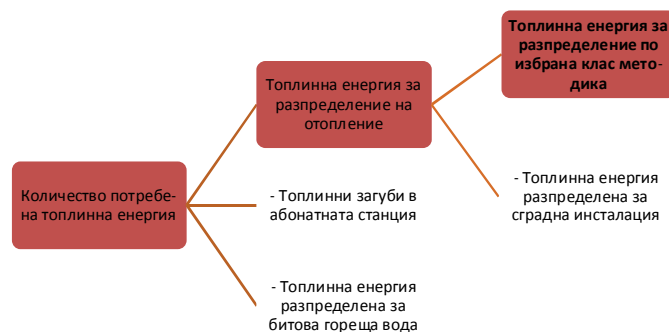 Топлинна енергия за
разпределение по
избрана клас мето-
дика
Топлинна енергия за
разпределение на
отопление
Количество потребе-
на топлинна енергия
- Топлинни загуби в
абонатната станция
- Топлинна енергия
разпределена за
сградна инсталация
- Топлинна енергия
разпределена за
битова гореща вода